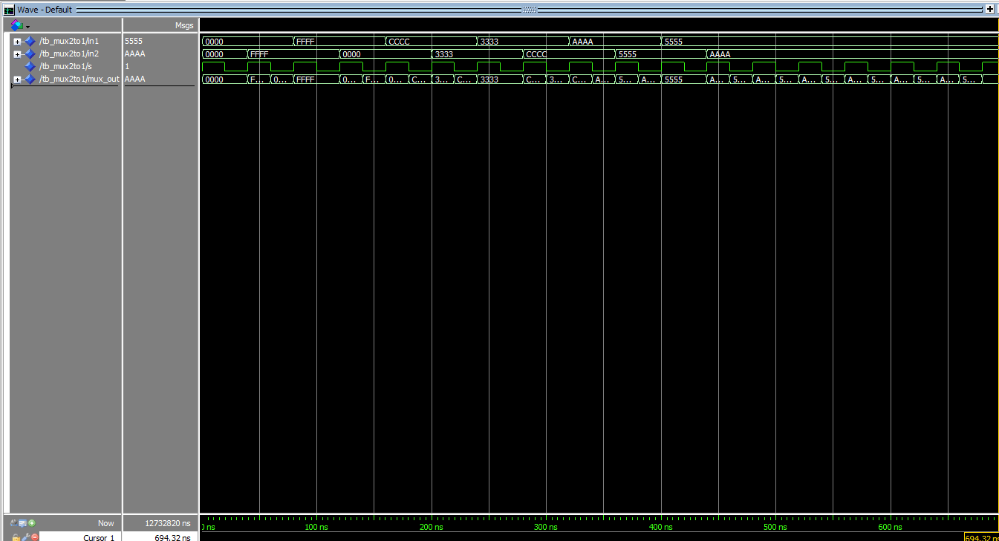 Wave - Default
Msgs
/tb_mux2to1/in1 5555 0000 FFFF CCCC 3333 AAAA 5555
/tb_mux2to1/in2 AAAA 0000 FFFF 0000 3333 CCCC 5555 AAAA
/tb_mux2to1/s 1
/tb_mux2to1/mux_out AAAA 0000 F... 0... FFFF 0... F... 0... C... 3... C... 3333 C... 3... C... A... 5... A... 5555 A... 5... A... 5... A... 5... A... 5... A... 5... A... 5...
Now 12732820 ns 0 ns 100 ns 200 ns 300 ns 400 ns 500 ns 600 ns
Cursor 1 694.32 ns 694.32 ns